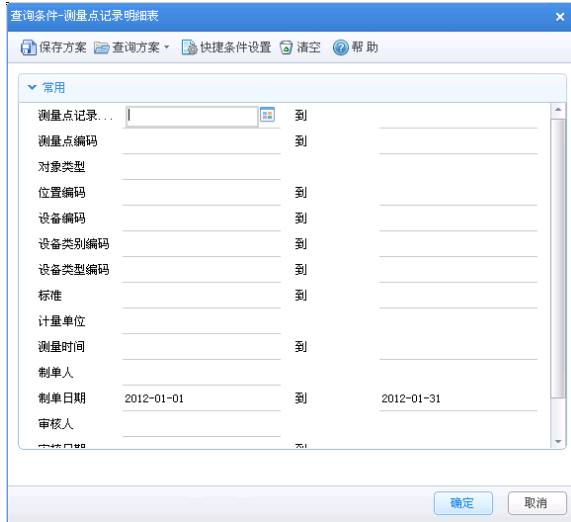 查询条件-测量点记录明细表
保存方案 查询方案 快捷条件设置 清空 帮助
常用
测量点记录... 到
测量点编码 到
对象类型
位置编码 到
设备编码 到
设备类别编码 到
设备类型编码 到
标准 到
计量单位
测量时间 到
制单人
制单日期 2012-01-01 到 2012-01-31
审核人
审核日期 到
确定 取消